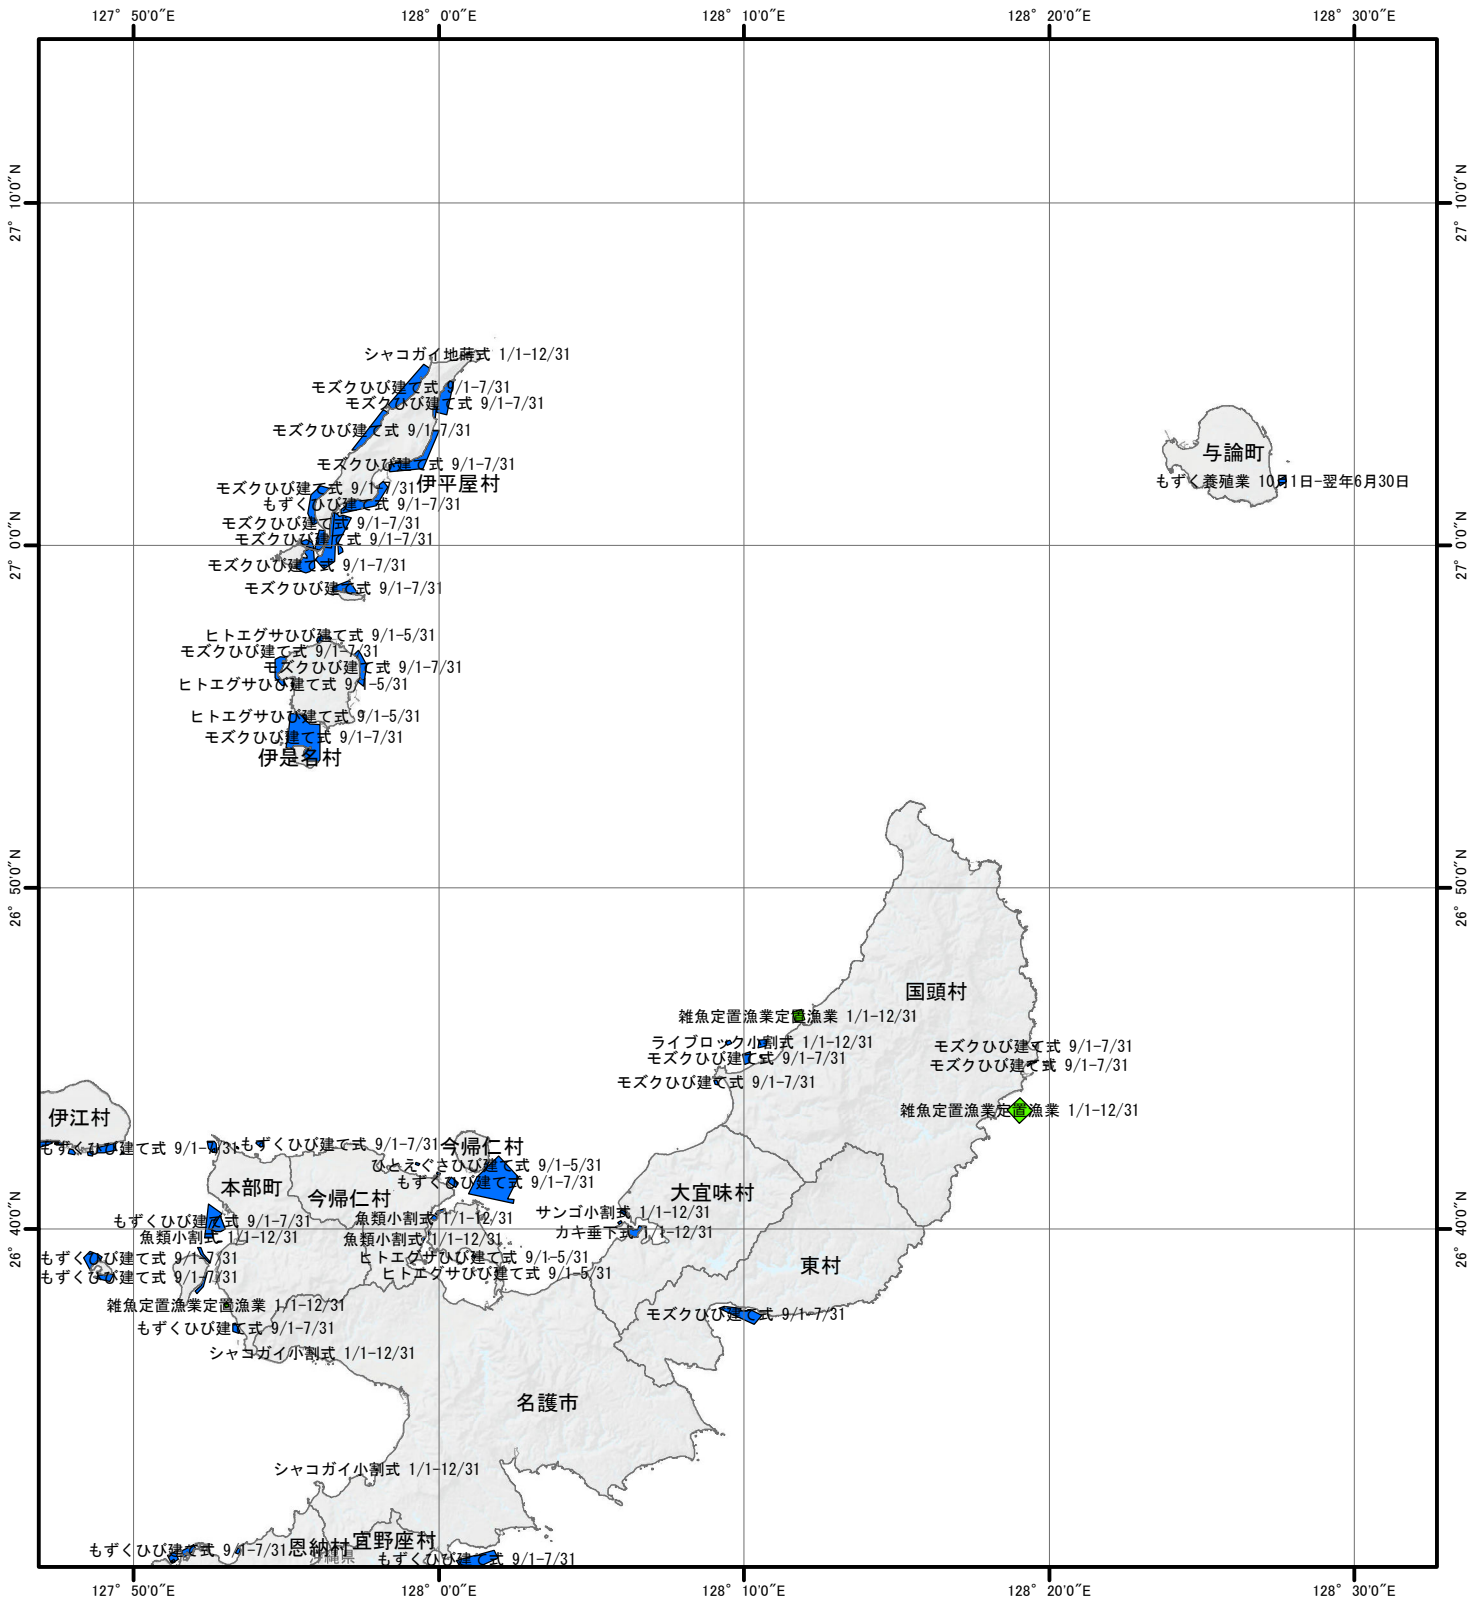 127° 50′0″E
128° 0′0″E
128° 10′0″E
128° 20′0″E
128° 30′0″E
27° 10′0″N
27° 10′0″N
シャコガイ地蒔式 1/1-12/31
モズクひび建て式 9/1-7/31
モズクひび建て式 9/1-7/31
モズクひび建て式 9/1-7/31
与論町
モズクひび建て式 9/1-7/31
もずく養殖業 10月1日-翌年6月30日
伊平屋村
モズクひび建て式 9/1-7/31
もずくひび建て式 9/1-7/31
モズクひび建て式 9/1-7/31
モズクひび建て式 9/1-7/31
27° 0′0″N
27° 0′0″N
モズクひび建て式 9/1-7/31
モズクひび建て式 9/1-7/31
ヒトエグサひび建て式 9/1-5/31
モズクひび建て式 9/1-7/31
モズクひび建て式 9/1-7/31
ヒトエグサひび建て式 9/1-5/31
ヒトエグサひび建て式 9/1-5/31
モズクひび建て式 9/1-7/31
伊是名村
26° 50′0″N
26° 50′0″N
国頭村
雑魚定置漁業定置漁業 1/1-12/31
ライブロック小割式 1/1-12/31
モズクひび建て式 9/1-7/31
モズクひび建て式 9/1-7/31
モズクひび建て式 9/1-7/31
モズクひび建て式 9/1-7/31
雑魚定置漁業定置漁業 1/1-12/31
伊江村
もずくひび建て式 9/1-7/31
もずくひび建て式 9/1-7/31
今帰仁村
ひとえぐさひび建て式 9/1-5/31
もずくひび建て式 9/1-7/31
本部町
今帰仁村
大宜味村
サンゴ小割式 1/1-12/31
魚類小割式 1/1-12/31
もずくひび建て式 9/1-7/31
カキ垂下式 1/1-12/31
26° 40′0″N
26° 40′0″N
魚類小割式 1/1-12/31
魚類小割式 1/1-12/31
もずくひび建て式 9/1-7/31
ヒトエグサひび建て式 9/1-5/31
東村
もずくひび建て式 9/1-7/31
ヒトエグサひび建て式 9/1-5/31
雑魚定置漁業定置漁業 1/1-12/31
モズクひび建て式 9/1-7/31
もずくひび建て式 9/1-7/31
シャコガイ小割式 1/1-12/31
名護市
シャコガイ小割式 1/1-12/31
もずくひび建て式 9/1-7/31
恩納村
宜野座村
沖縄県
もずくひび建て式 9/1-7/31
127° 50′0″E
128° 0′0″E
128° 10′0″E
128° 20′0″E
128° 30′0″E